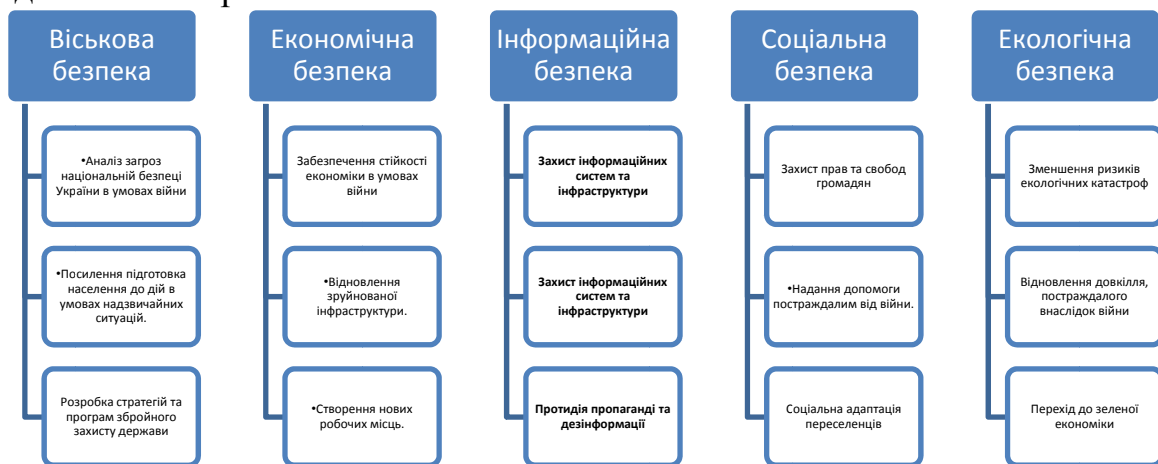 Віськова
безпека
•Аналіз загроз
національній безпеці
України в умовах війни
•Посилення підготовка
населення до дій в
умовах надзвичайних
ситуацій.
Розробка стратегій та
програм збройного
захисту держави
Економічна
безпека
Забезпечення стійкості
економіки в умовах
війни
•Відновлення
зруйнованої
інфраструктури.
•Створення нових
робочих місць.
Інформаційна
безпека
Захист інформаційних
систем та
інфраструктури
Захист інформаційних
систем та
інфраструктури
Протидія пропаганді та
дезінформації
Соціальна
безпека
Захист прав та свобод
громадян
•Надання допомоги
постраждалим від війни.
Соціальна адаптація
переселенців
Екологічна
безпека
Зменшення ризиків
екологічних катастроф
Відновлення довкілля,
постраждалого
внаслідок війни
Перехід до зеленої
економіки